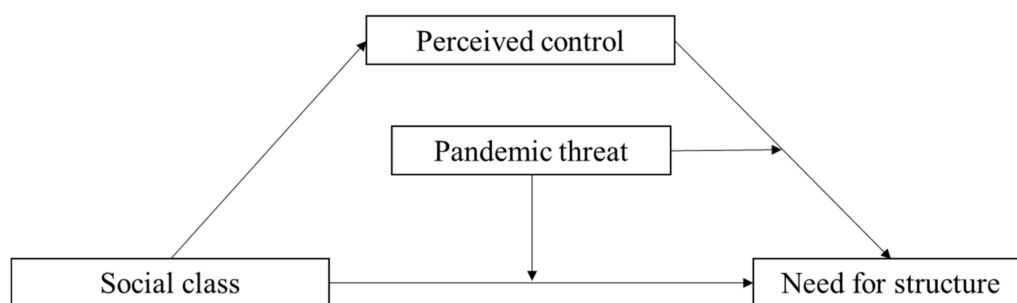 Perceived control
Pandemic threat
Social class
Need for structure